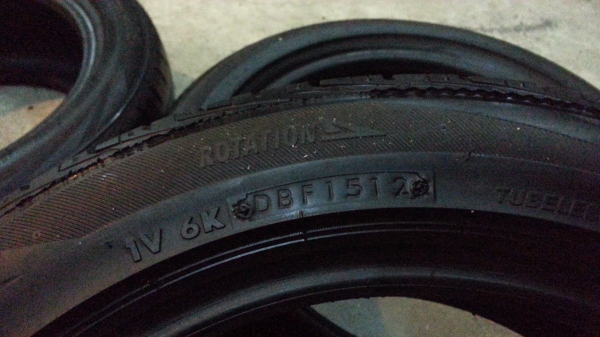 ROTATION
1V 6K DBF1512